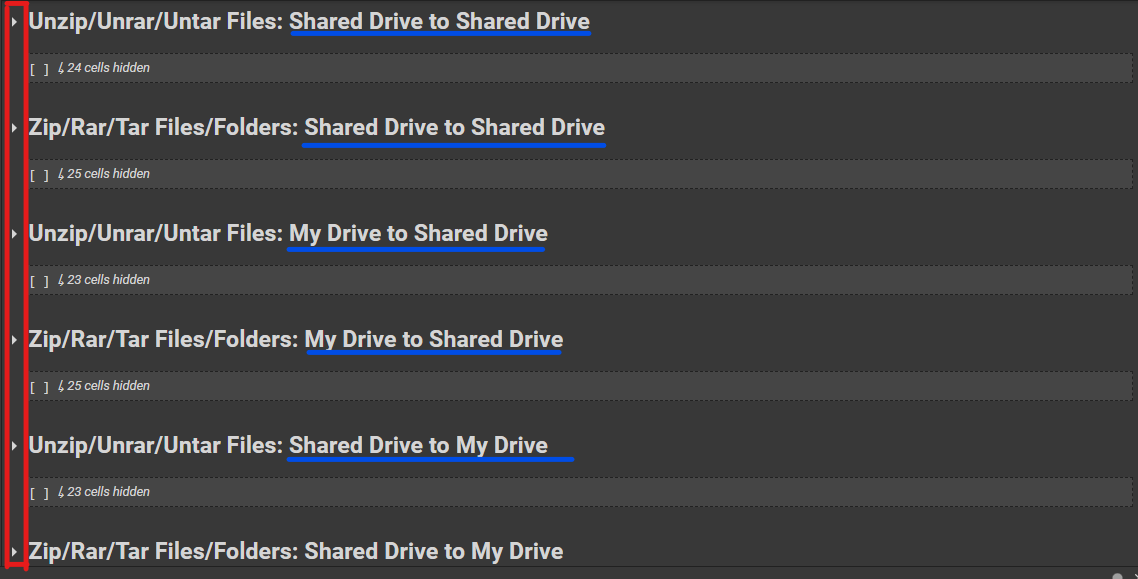 Unzip/Unrar/Untar Files: Shared Drive to Shared Drive
[ ] ↳ 24 cells hidden
Zip/Rar/Tar Files/Folders: Shared Drive to Shared Drive
[ ] ↳ 25 cells hidden
Unzip/Unrar/Untar Files: My Drive to Shared Drive
[ ] ↳ 23 cells hidden
Zip/Rar/Tar Files/Folders: My Drive to Shared Drive
[ ] ↳ 25 cells hidden
Unzip/Unrar/Untar Files: Shared Drive to My Drive
[ ] ↳ 23 cells hidden
Zip/Rar/Tar Files/Folders: Shared Drive to My Drive